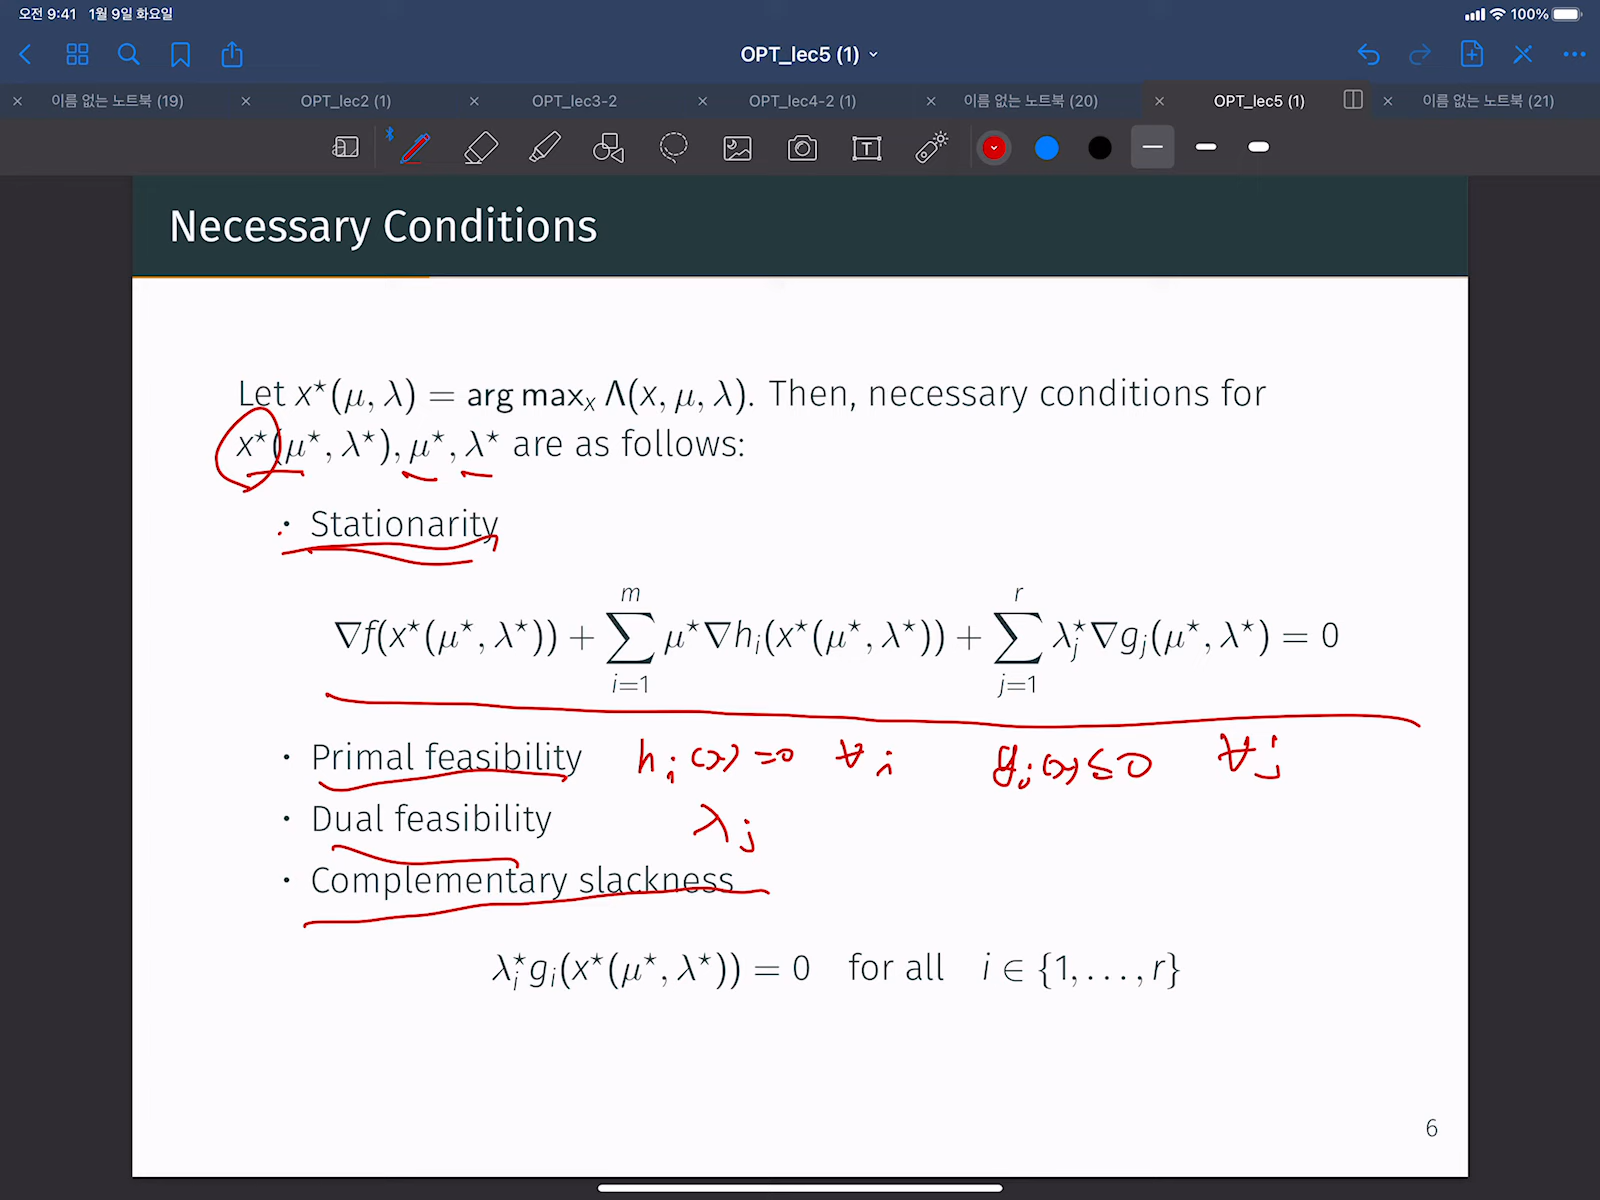 오전 9:41 1월 9일 화요일 100%
OPT_lec5 (1)
이름 없는 노트북 (19) OPT_lec2 (1) OPT_lec3-2 OPT_lec4-2 (1) 이름 없는 노트북 (20) OPT_lec5 (1) 이름 없는 노트북 (21)
Necessary Conditions
Let x*(μ, λ) = arg maxₓ Λ(x, μ, λ). Then, necessary conditions for
x*(μ*, λ*), μ*, λ* are as follows:
· Stationarity
∇f(x*(μ*, λ*)) + ∑_{i=1}^{m} μ*∇h_i(x*(μ*, λ*)) + ∑_{j=1}^{r} λ_j*∇g_j(μ*, λ*) = 0
· Primal feasibility h_i(x) = 0 ∀i g_j(x) ≤ 0 ∀j
· Dual feasibility λ_j
· Complementary slackness
λ_i*g_i(x*(μ*, λ*)) = 0 for all i ∈ {1, . . . , r}
6